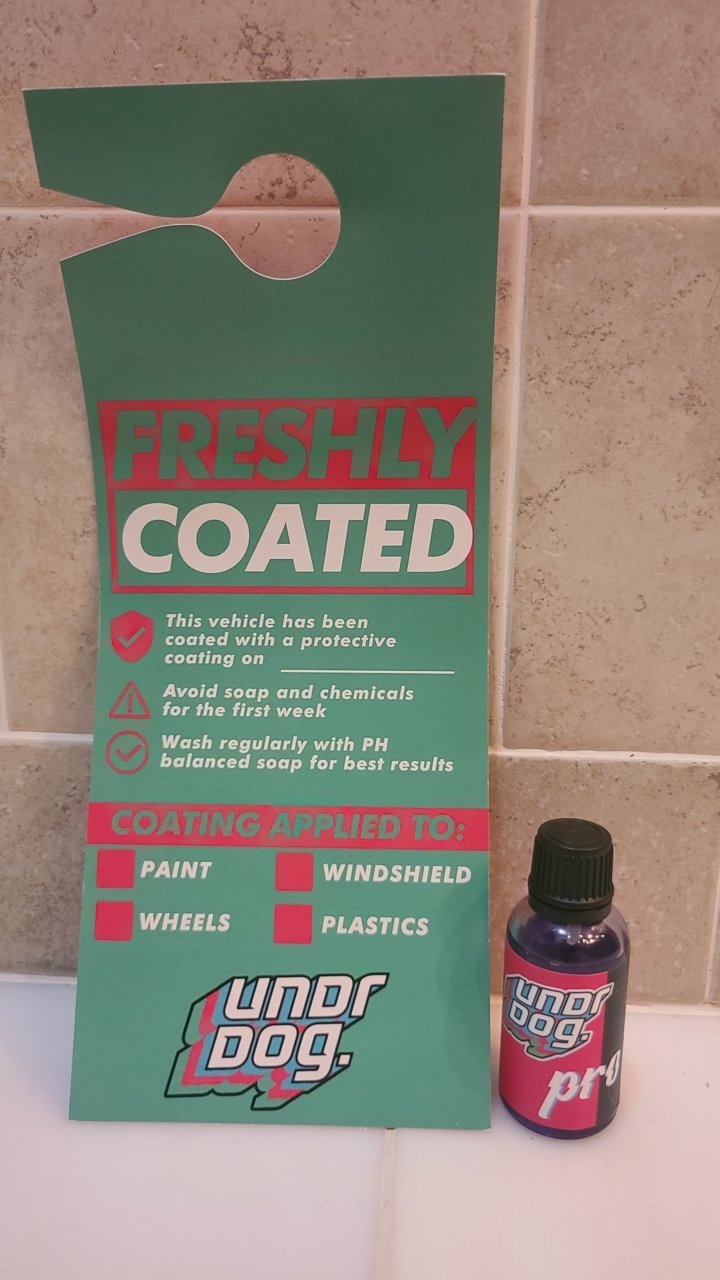 FRESHLY
COATED
This vehicle has been
coated with a protective
coating on
Avoid soap and chemicals
for the first week
Wash regularly with PH
balanced soap for best results
COATING APPLIED TO:
PAINT
WINDSHIELD
WHEELS
PLASTICS
UNDr
DOg.
UNDr
DOg.
pro